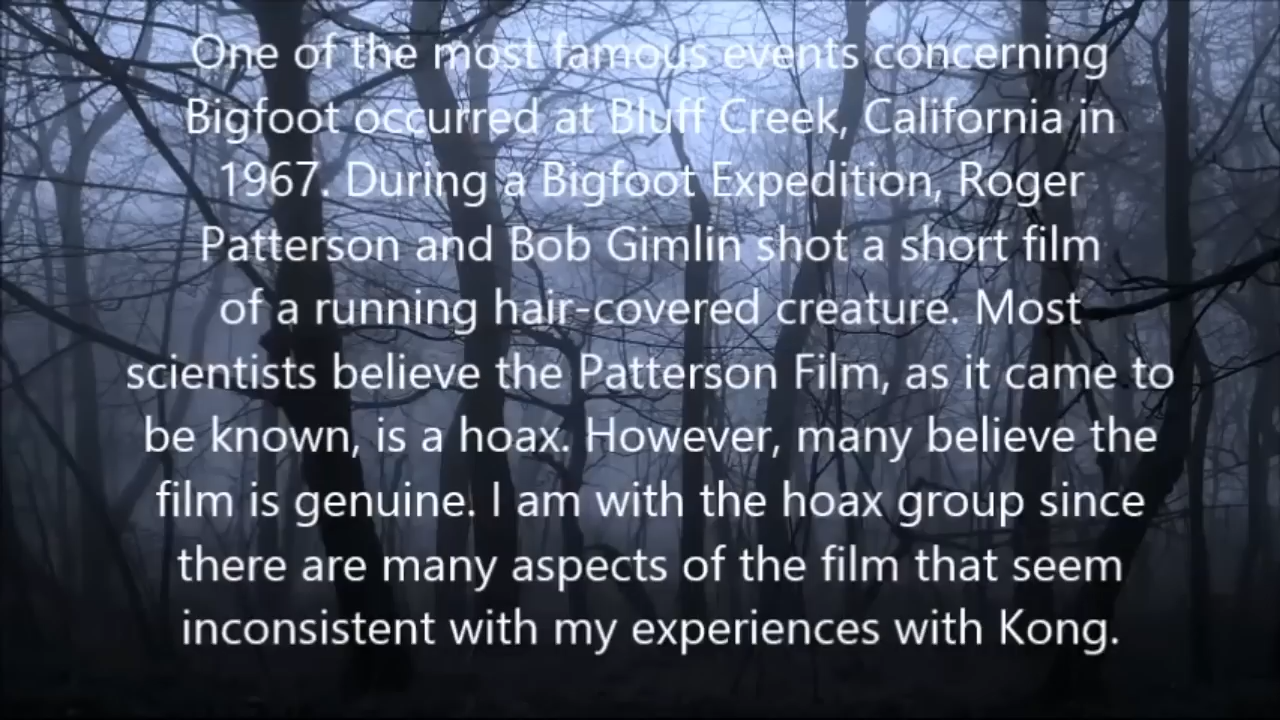 One of the most famous events concerning
Bigfoot occurred at Bluff Creek, California in
1967. During a Bigfoot Expedition, Roger
Patterson and Bob Gimlin shot a short film
of a running hair-covered creature. Most
scientists believe the Patterson Film, as it came to
be known, is a hoax. However, many believe the
film is genuine. I am with the hoax group since
there are many aspects of the film that seem
inconsistent with my experiences with Kong.